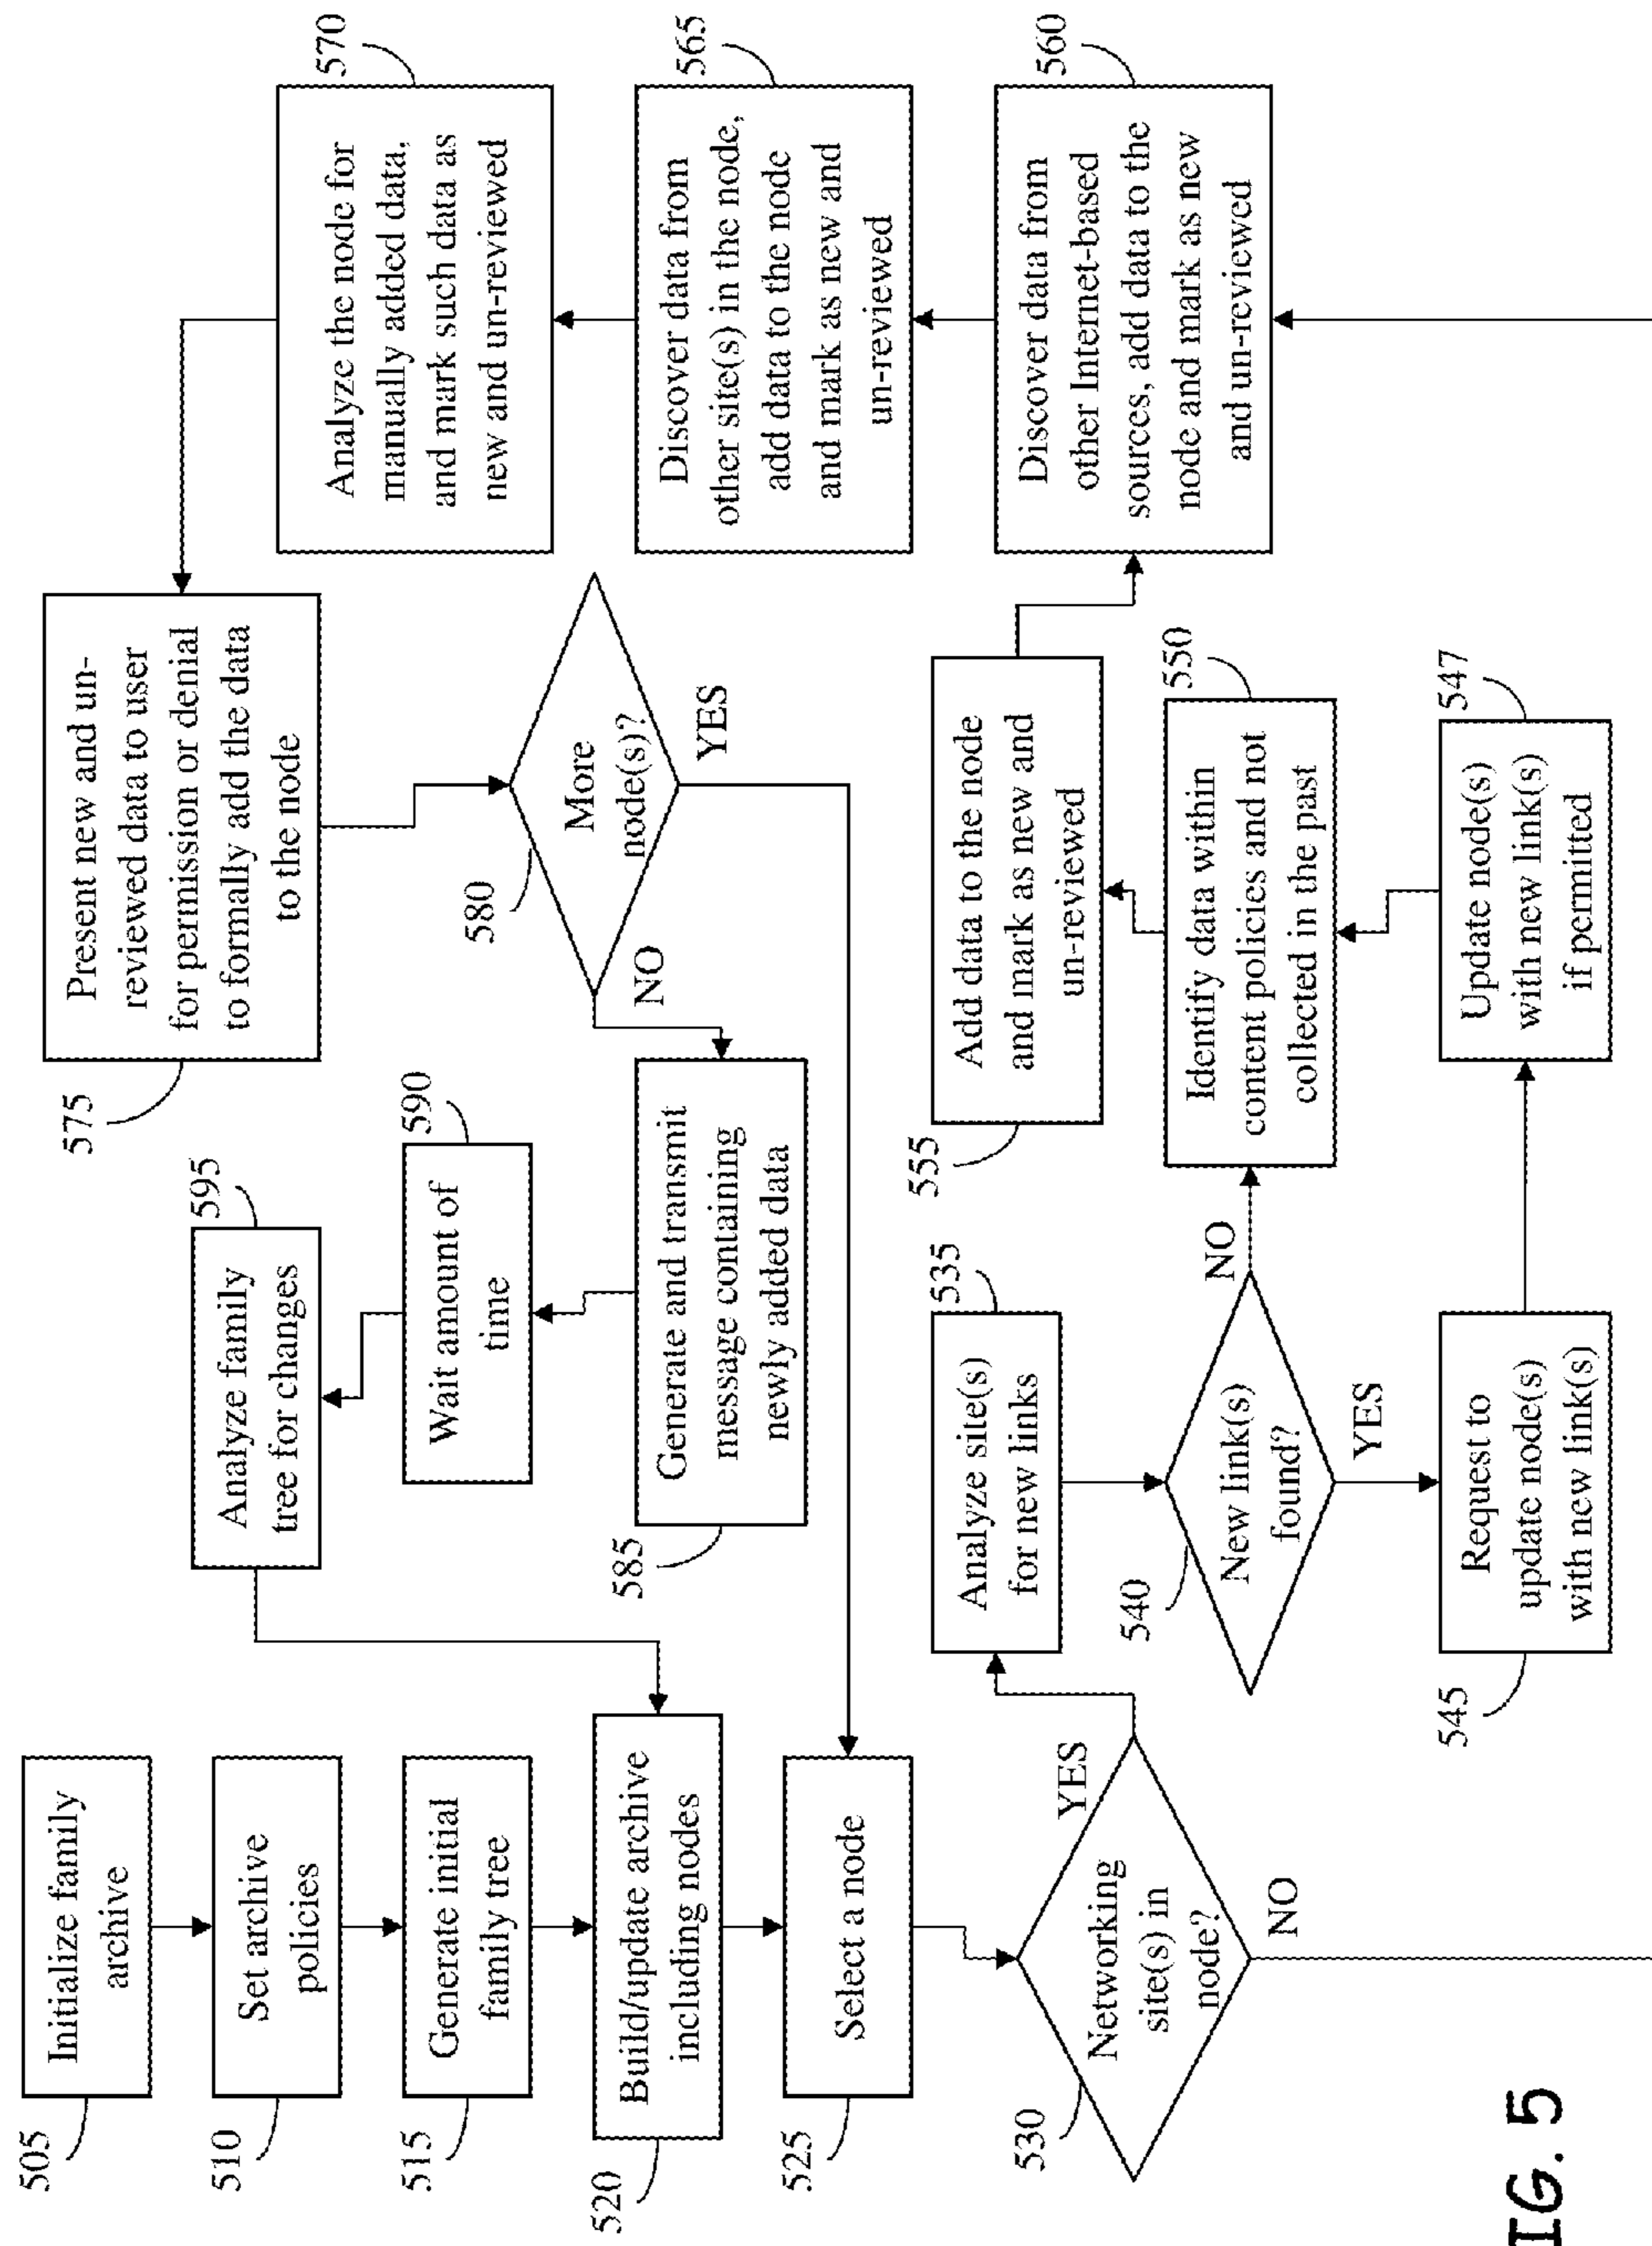 505
Initialize family
archive
510
Set archive
policies
515
Generate initial
family tree
520
Build/update archive
including nodes
525
Select a node
530
Networking
site(s) in
node?
YES
NO
535
Analyze site(s)
for new links
540
New link(s)
found?
NO
YES
545
Request to
update node(s)
with new link(s)
547
Update node(s)
with new link(s)
if permitted
550
Identify data within
content policies and not
collected in the past
555
Add data to the node
and mark as new and
un-reviewed
560
Discover data from
other Internet-based
sources, add data to the
node and mark as new
and un-reviewed
565
Discover data from
other site(s) in the node,
add data to the node
and mark as new and
un-reviewed
570
Analyze the node for
manually added data,
and mark such data as
new and un-reviewed
575
Present new and un-
reviewed data to user
for permission or denial
to formally add the data
to the node
580
More
node(s)?
YES
NO
585
Generate and transmit
message containing
newly added data
590
Wait amount of
time
595
Analyze family
tree for changes
IG. 5